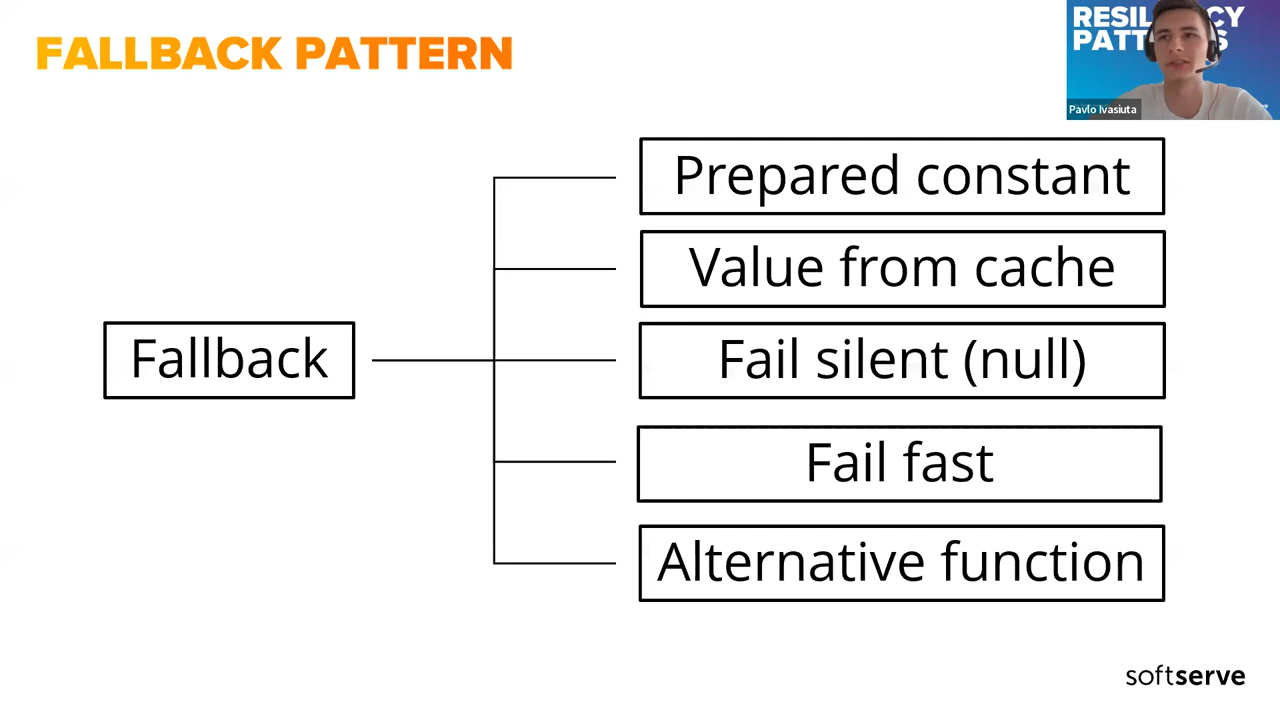 FALLBACK PATTERN
Pavlo Ivasiuta
Prepared constant
Value from cache
Fallback
Fail silent (null)
Fail fast
Alternative function
softserve